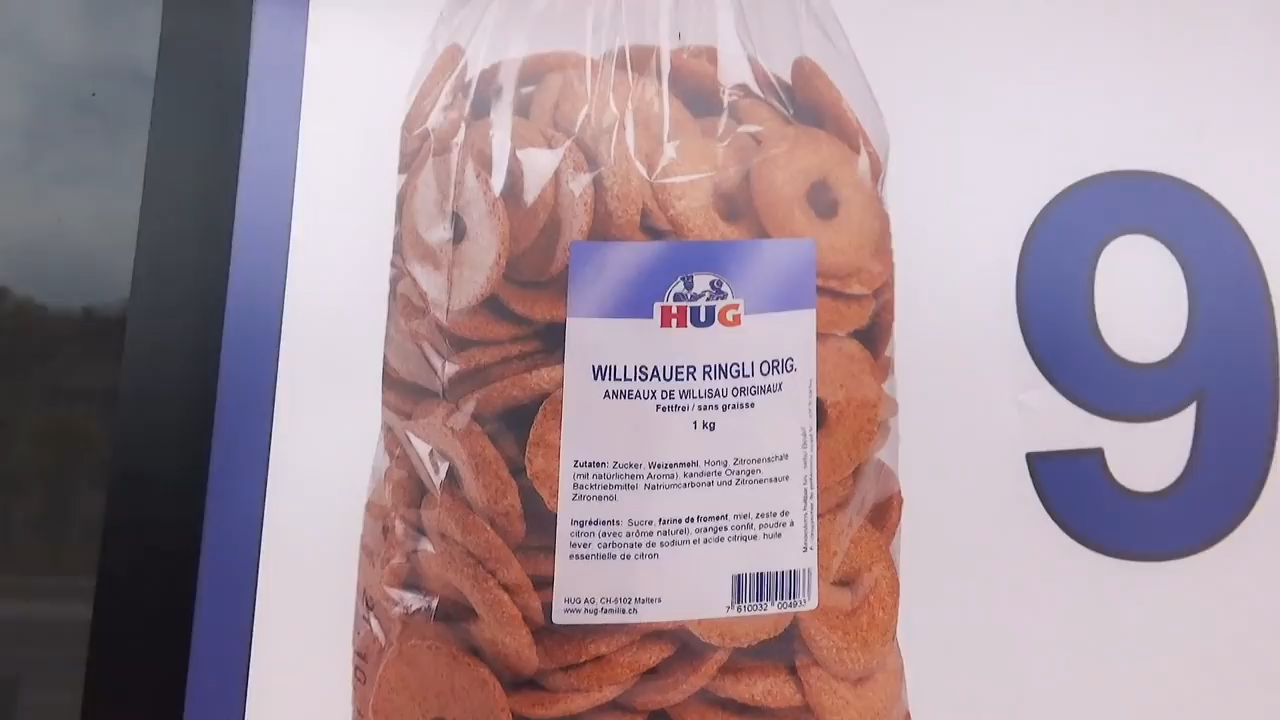 HUG
WILLISAUER RINGLI ORIG.
ANNEAUX DE WILLISAU ORIGINAUX
Fettfrei / sans graisse
1 kg
Zutaten: Zucker, Weizenmehl, Honig, Zitronenschale
(mit natürlichem Aroma), kandierte Orangen,
Backtriebmittel: Natriumcarbonat und Zitronensäure,
Zitronenöl.
Ingrédients: Sucre, farine de froment, miel, zeste de
citron (avec arôme naturel), oranges confit, poudre à
lever: carbonate de sodium et acide citrique, huile
essentielle de citron
HUG AG, CH-6102 Malters
www.hug-familie.ch
7 610032 004933
9